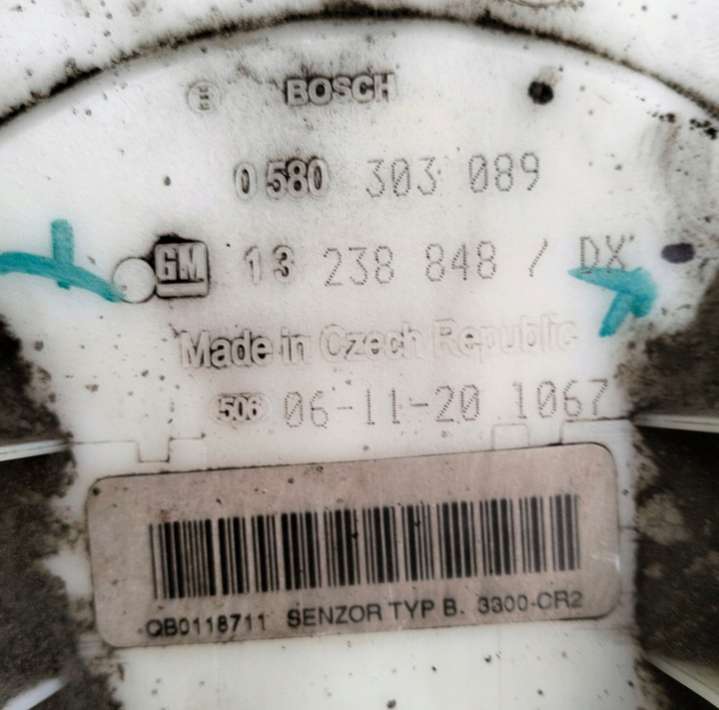 BOSCH
0 580 303 089
GM 13 238 848 / DX
Made in Czech Republic
506 06-11-20 1067
QB0118711 SENZOR TYP B. 3300-CR2